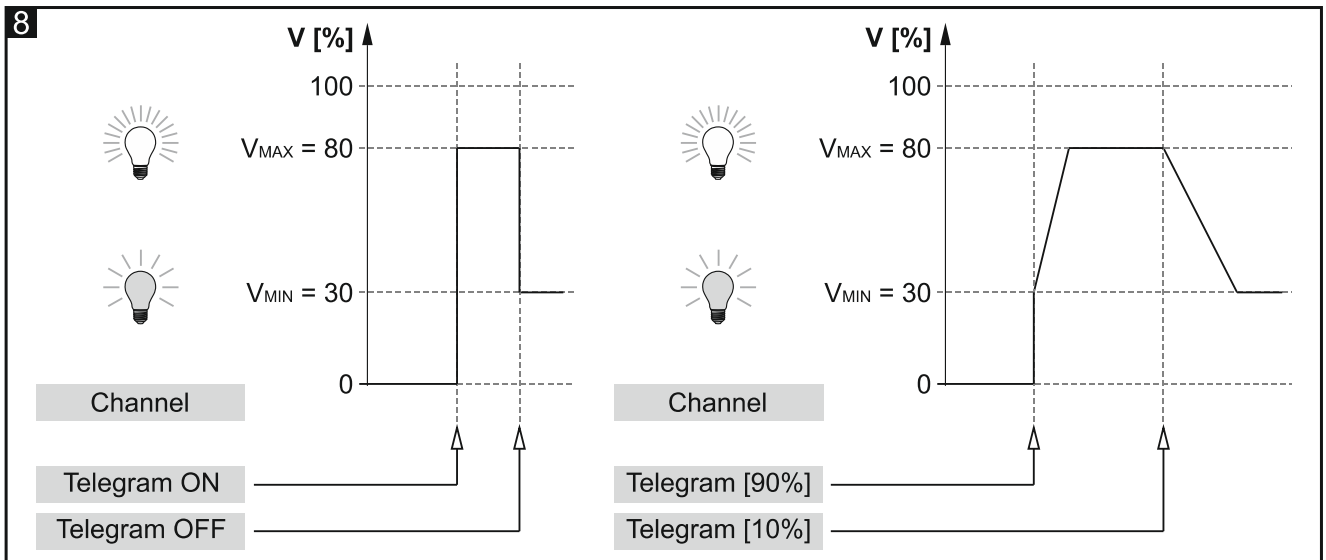 8
V [%]
100
VMAX = 80
VMIN = 30
0
Channel
Telegram ON
Telegram OFF
V [%]
100
VMAX = 80
VMIN = 30
0
Channel
Telegram [90%]
Telegram [10%]